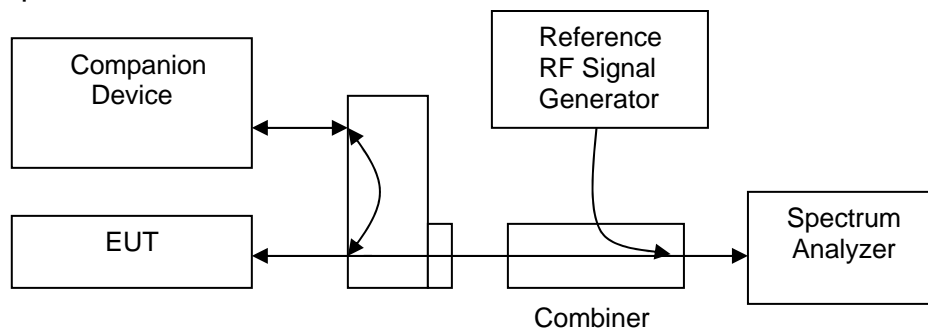 Companion
Device
Reference
RF Signal
Generator
EUT
Spectrum
Analyzer
Combiner